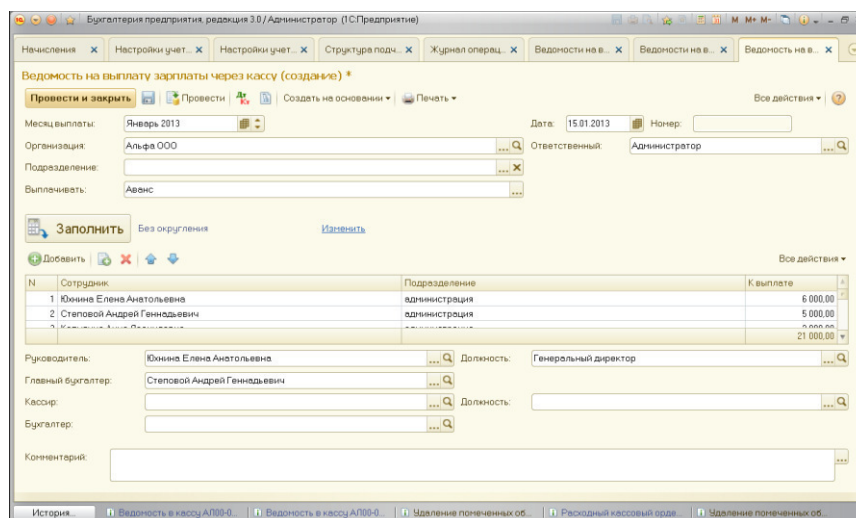 Бухгалтерия предприятия, редакция 3.0 / Администратор (1С:Предприятие) M M+ M-
Начисления Настройки учет... Настройки учет... Структура подч... Журнал операц... Ведомости на в... Ведомости на в... Ведомость на в...
Ведомость на выплату зарплаты через кассу (создание) *
Провести и закрыть Провести Дт Кт Создать на основании Печать Все действия
Месяц выплаты: Январь 2013 Дата: 15.01.2013 Номер:
Организация: Альфа ООО ... Ответственный: Администратор ...
Подразделение: ...
Выплачивать: Аванс ...
Заполнить Без округления Изменить
Добавить Все действия
N Сотрудник Подразделение К выплате
1 Юхнина Елена Анатольевна администрация 6 000,00
2 Степовой Андрей Геннадьевич администрация 5 000,00
21 000,00
Руководитель: Юхнина Елена Анатольевна ... Должность: Генеральный директор ...
Главный бухгалтер: Степовой Андрей Геннадьевич ...
Кассир: ... Должность: ...
Бухгалтер: ...
Комментарий: ...
История... Ведомость в кассу АЛ00-0... Ведомость в кассу АЛ00-0... Удаление помеченных об... Расходный кассовый орде... Удаление помеченных об...